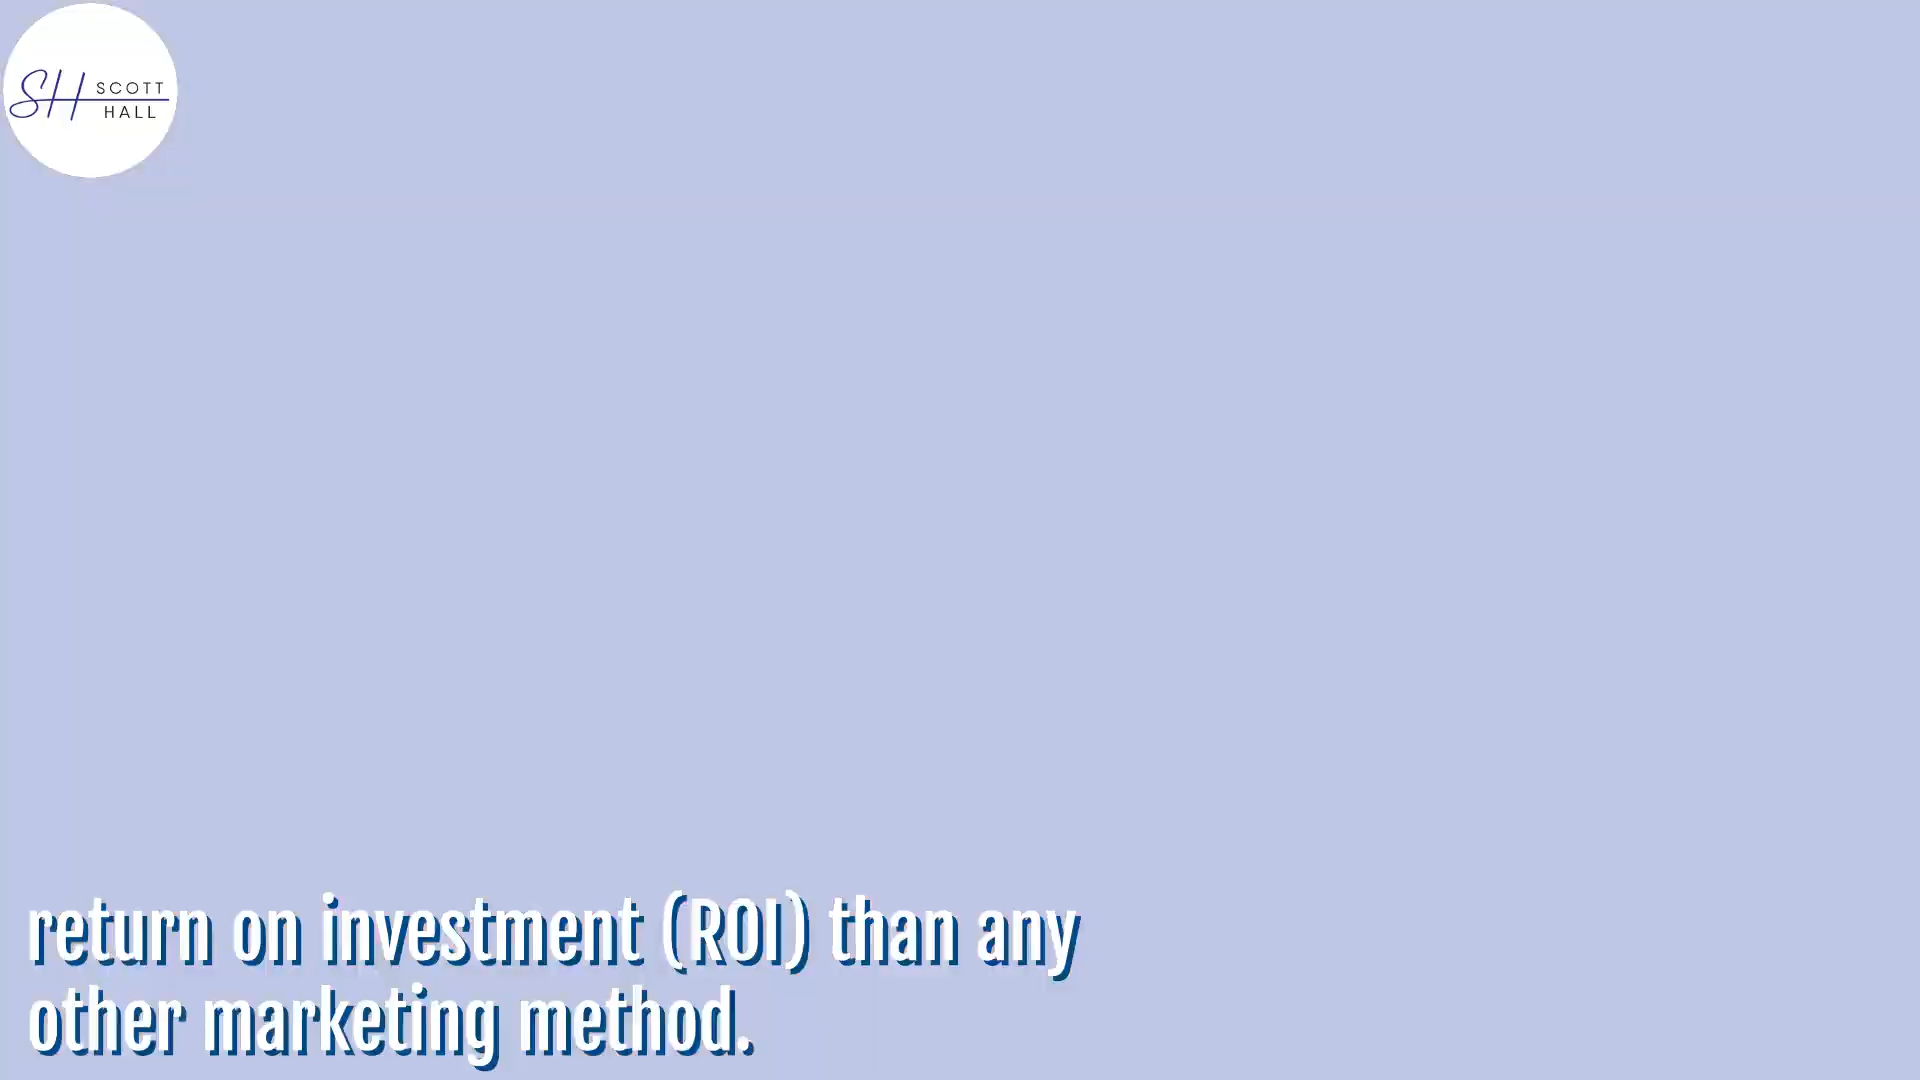 SH SCOTT
HALL
return on investment (ROI) than any
other marketing method.